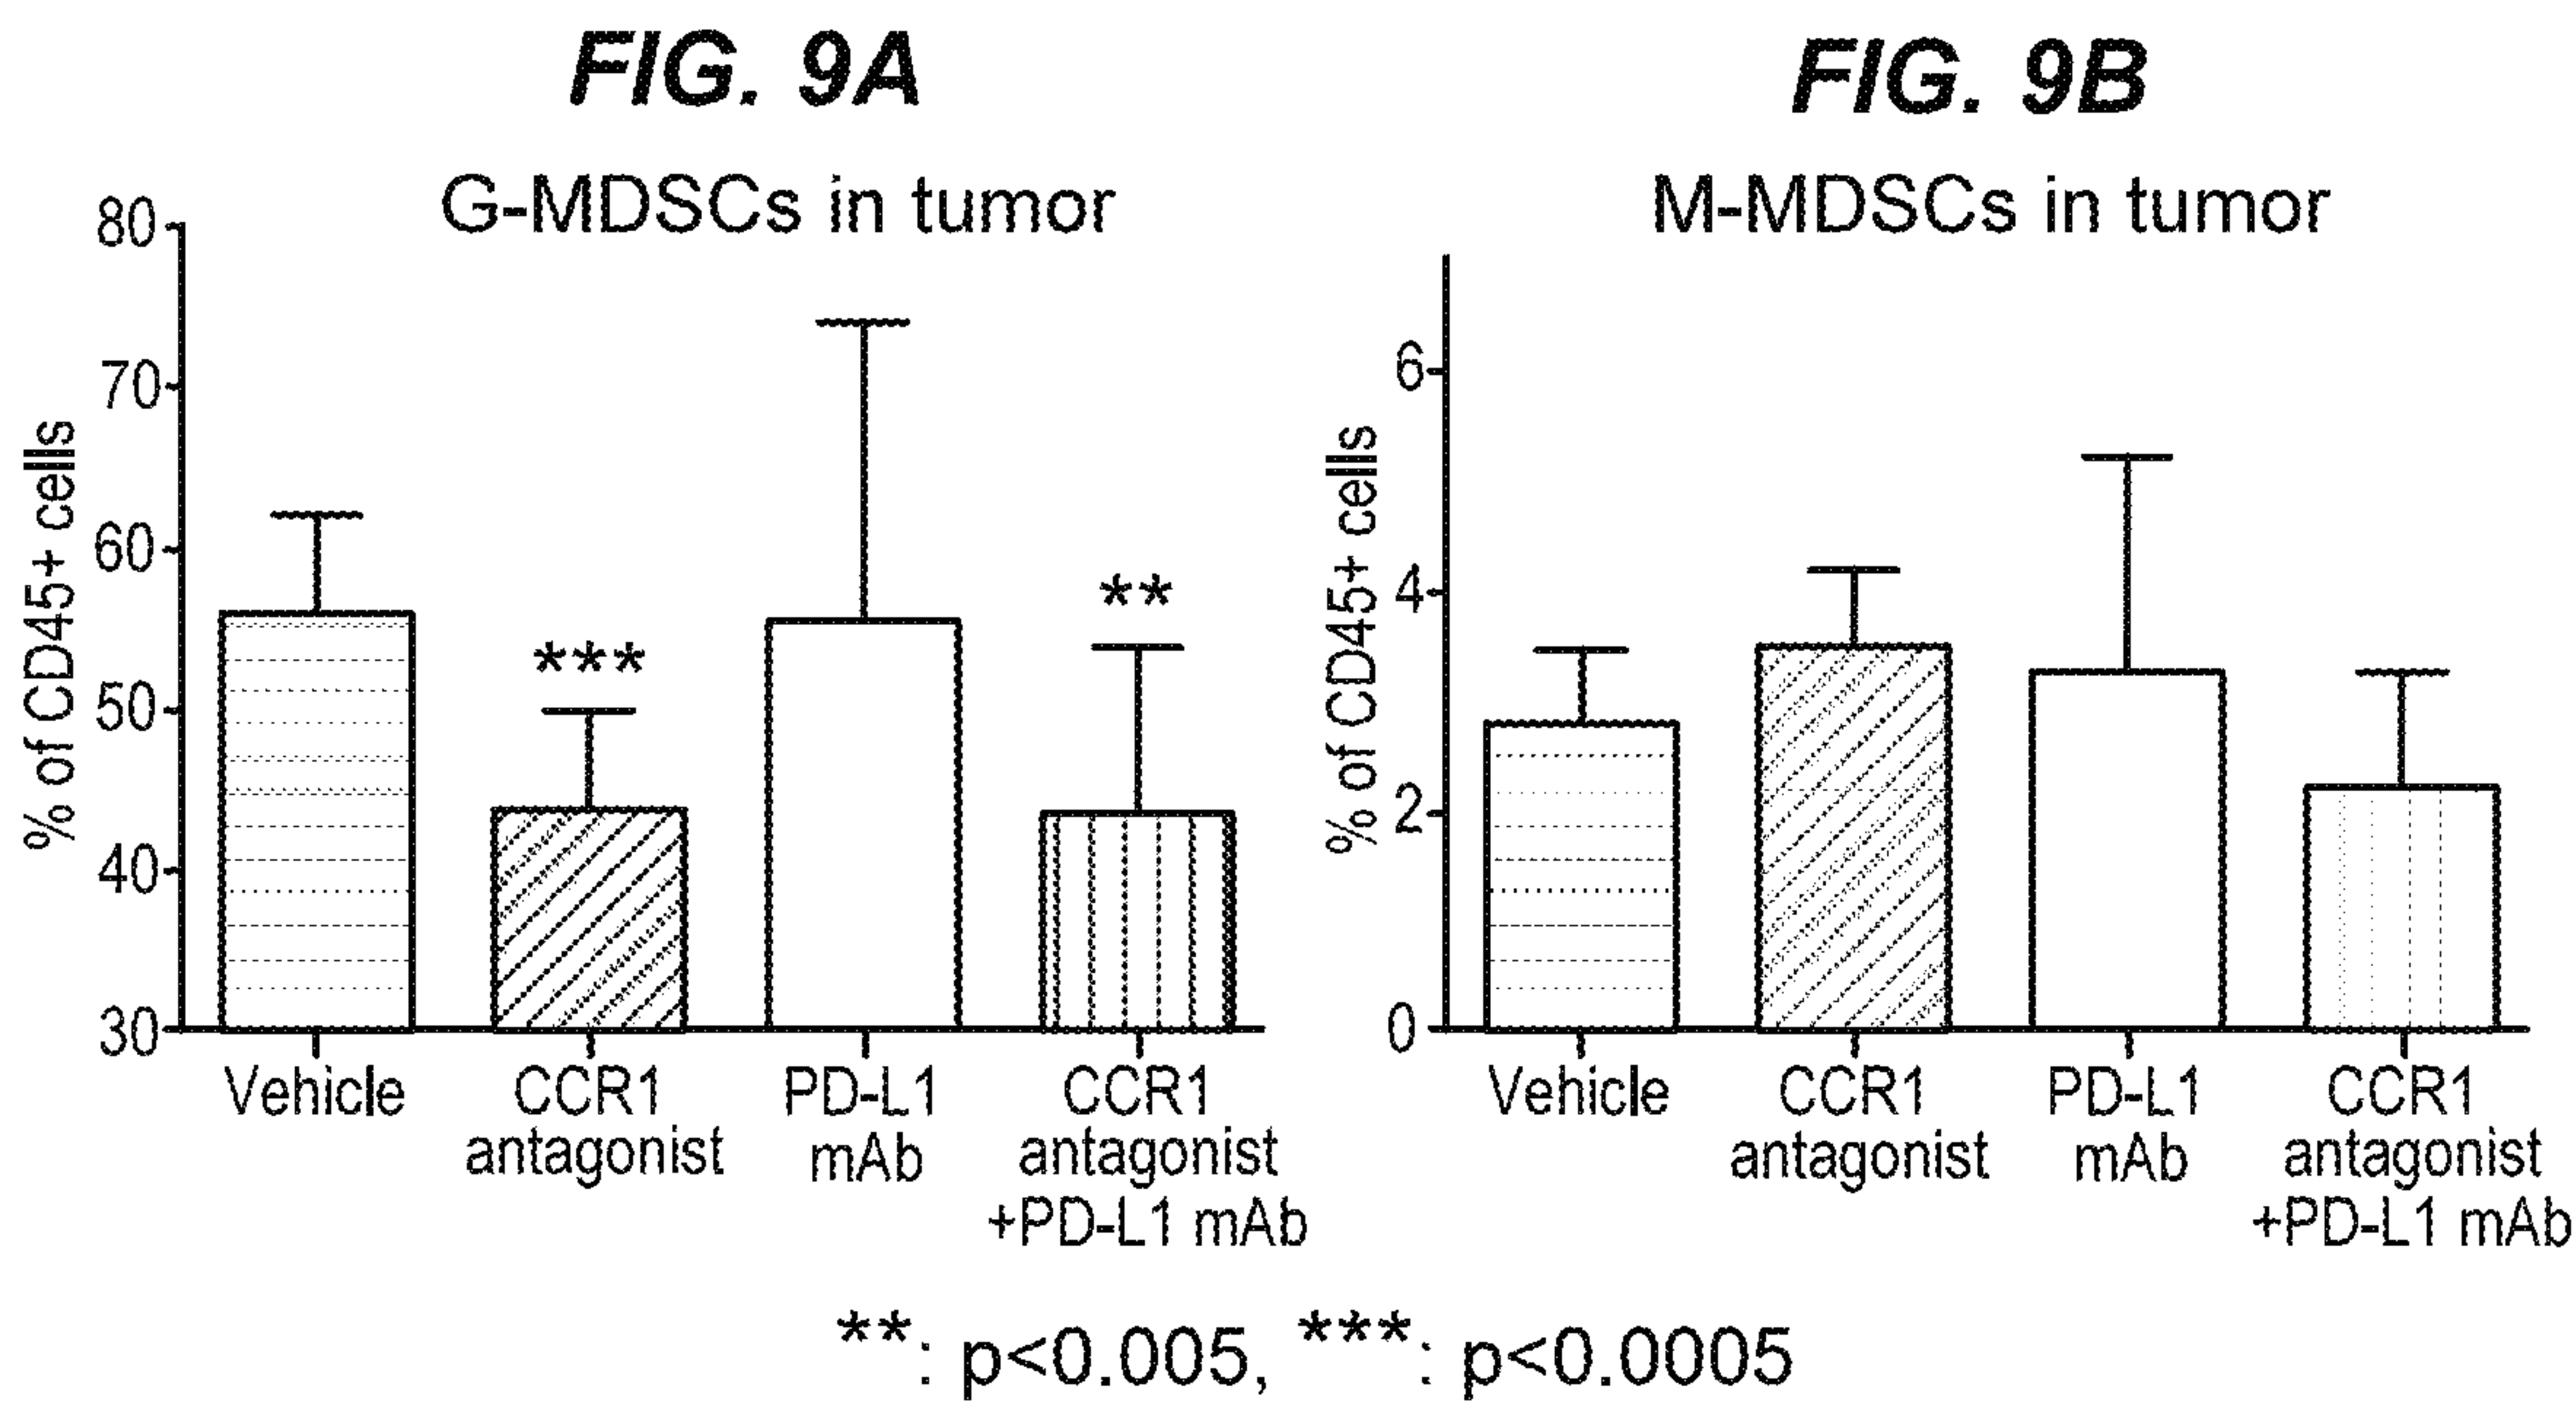 FIG. 9A
G-MDSCs in tumor
% of CD45+ cells
80
70
60
50
40
30
***
**
Vehicle
CCR1
antagonist
PD-L1
mAb
CCR1
antagonist
+PD-L1 mAb
FIG. 9B
M-MDSCs in tumor
% of CD45+ cells
6
4
2
0
Vehicle
CCR1
antagonist
PD-L1
mAb
CCR1
antagonist
+PD-L1 mAb
**: p<0.005, ***: p<0.0005